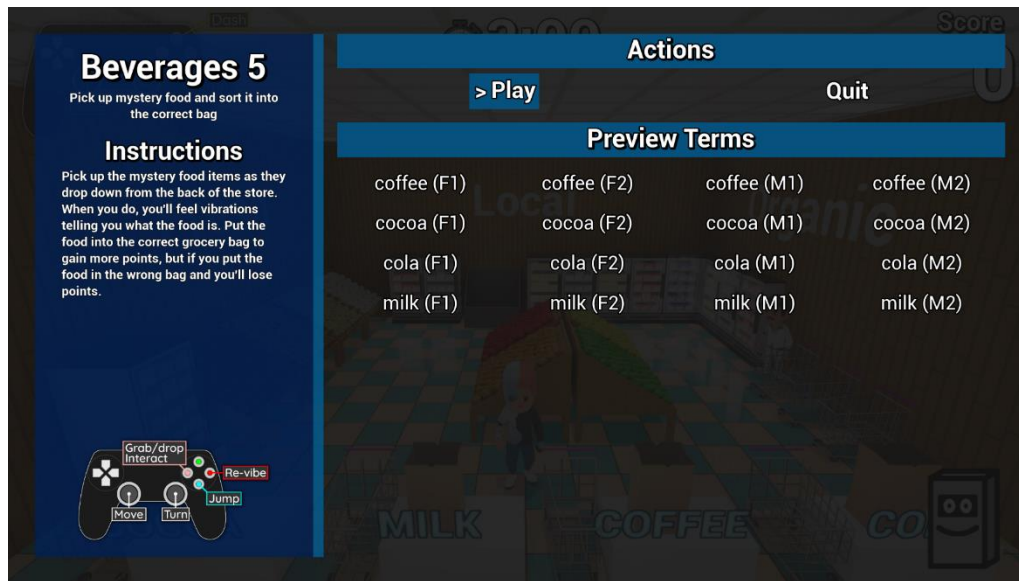 Dash
Score
0
Beverages 5
Pick up mystery food and sort it into
the correct bag
Instructions
Pick up the mystery food items as they
drop down from the back of the store.
When you do, you'll feel vibrations
telling you what the food is. Put the
food into the correct grocery bag to
gain more points, but if you put the
food in the wrong bag and you'll lose
points.
Grab/drop
Interact
Re-vibe
Jump
Move
Turn
Actions
> Play
Quit
Preview Terms
coffee (F1) coffee (F2) coffee (M1) coffee (M2)
cocoa (F1) cocoa (F2) cocoa (M1) cocoa (M2)
cola (F1) cola (F2) cola (M1) cola (M2)
milk (F1) milk (F2) milk (M1) milk (M2)
Local
Organic
MILK
COFFEE